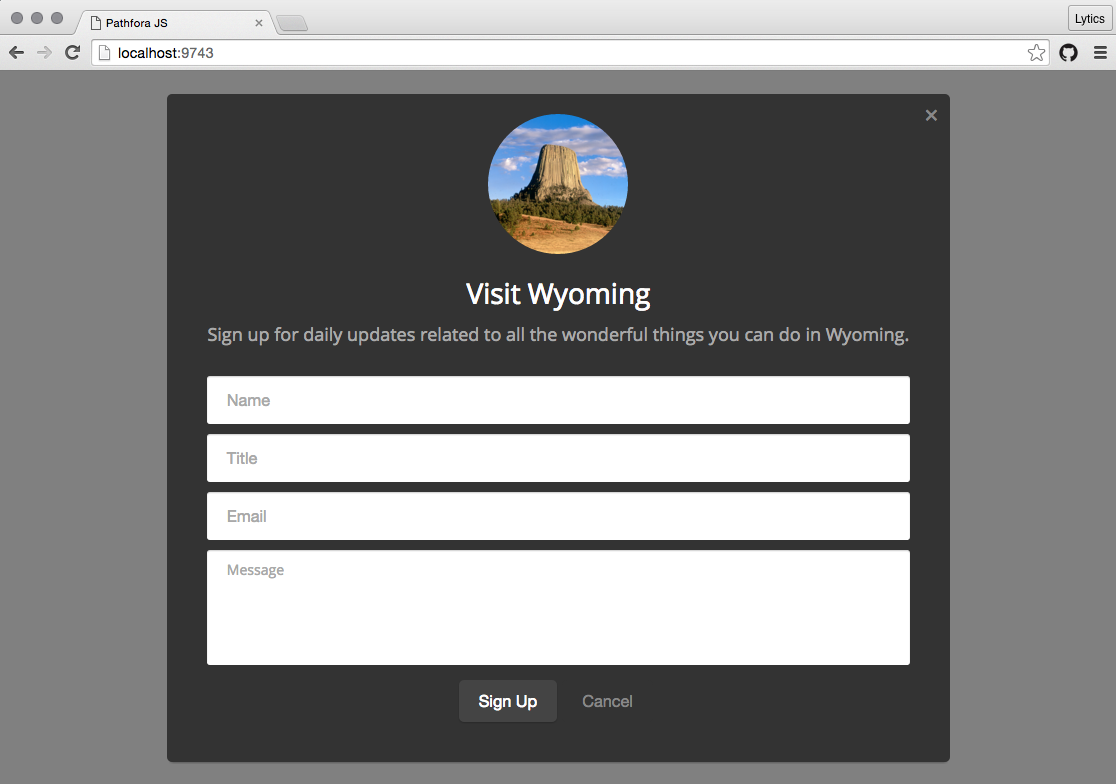 Pathfora JS
Lytics
localhost:9743
Visit Wyoming
Sign up for daily updates related to all the wonderful things you can do in Wyoming.
Name
Title
Email
Message
Sign Up
Cancel